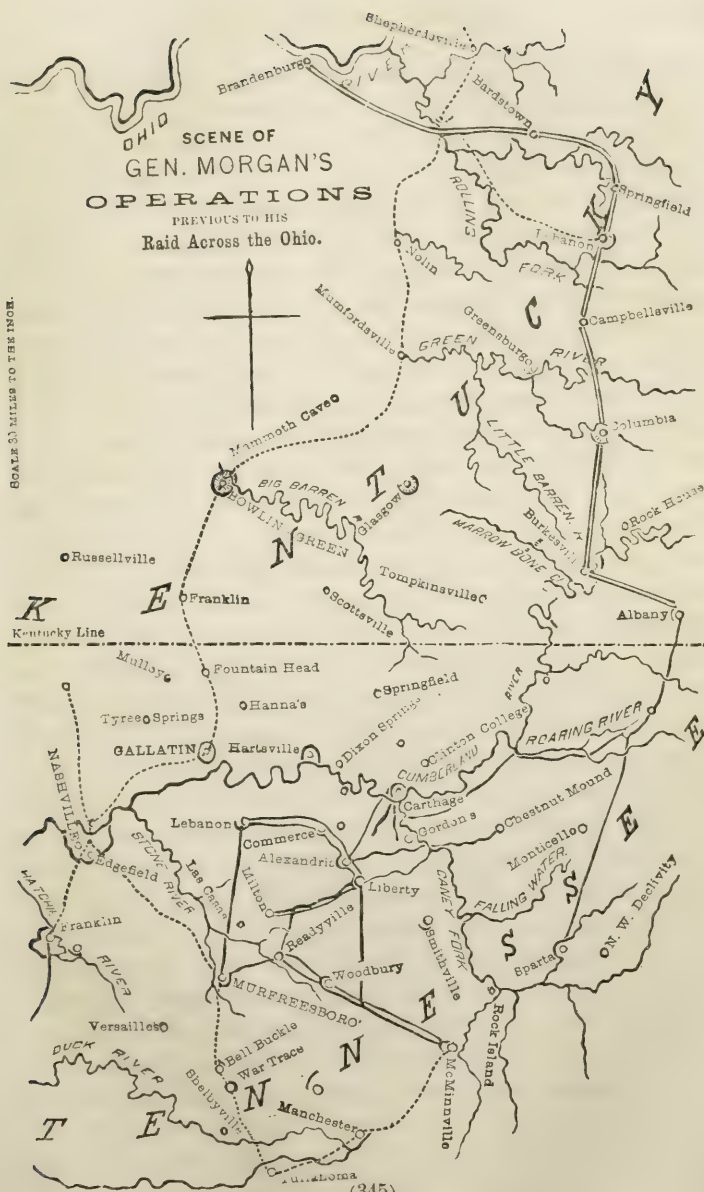 Shepherdsville
Brandenburg
RIVER
Bardstown
Y
OHIO
SCENE OF
GEN. MORGAN'S
OPERATIONS
PREVIOUS TO HIS
Raid Across the Ohio.
ROLLING
FORK
Springfield
K
Lebanon
Nolin
C
Campbellsville
Mumfordsville
GREEN
Greensburg
RIVER
SCALE 30 MILES TO THE INCH.
U
Columbia
Mammoth Cave
LITTLE BARREN. R
BIG BARREN
T
Glasgow
BOWLIN GREEN
Burkesville
Rock House
MARROW BONE C.
N
Russellville
Tompkinsville
E
Franklin
Scottsville
K
Albany
Kentucky Line
Mulloy
Fountain Head
Springfield
RIVER
Hanna's
Tyree Springs
Dixon Springs
Clinton College
ROARING RIVER
E
GALLATIN
Hartsville
CUMBERLAND
NASHVILLE
Carthage
Chestnut Mound
Lebanon
Gordon's
E
Commerce
Monticello
Edgefield
STONE RIVER
Alexandria
Las Casas
Milton
Liberty
CANEY FORK
FALLING WATER.
S
N. W. Declivity
HATCHIE
RIVER
Franklin
Readyville
Smithville
S
Sparta
Woodbury
MURFREESBORO'
E
Versailles
Rock Island
DUCK RIVER
Bell Buckle
War Trace
N
McMinnville
Shelbyville
N
Manchester
T
E
Tullahoma
(345)